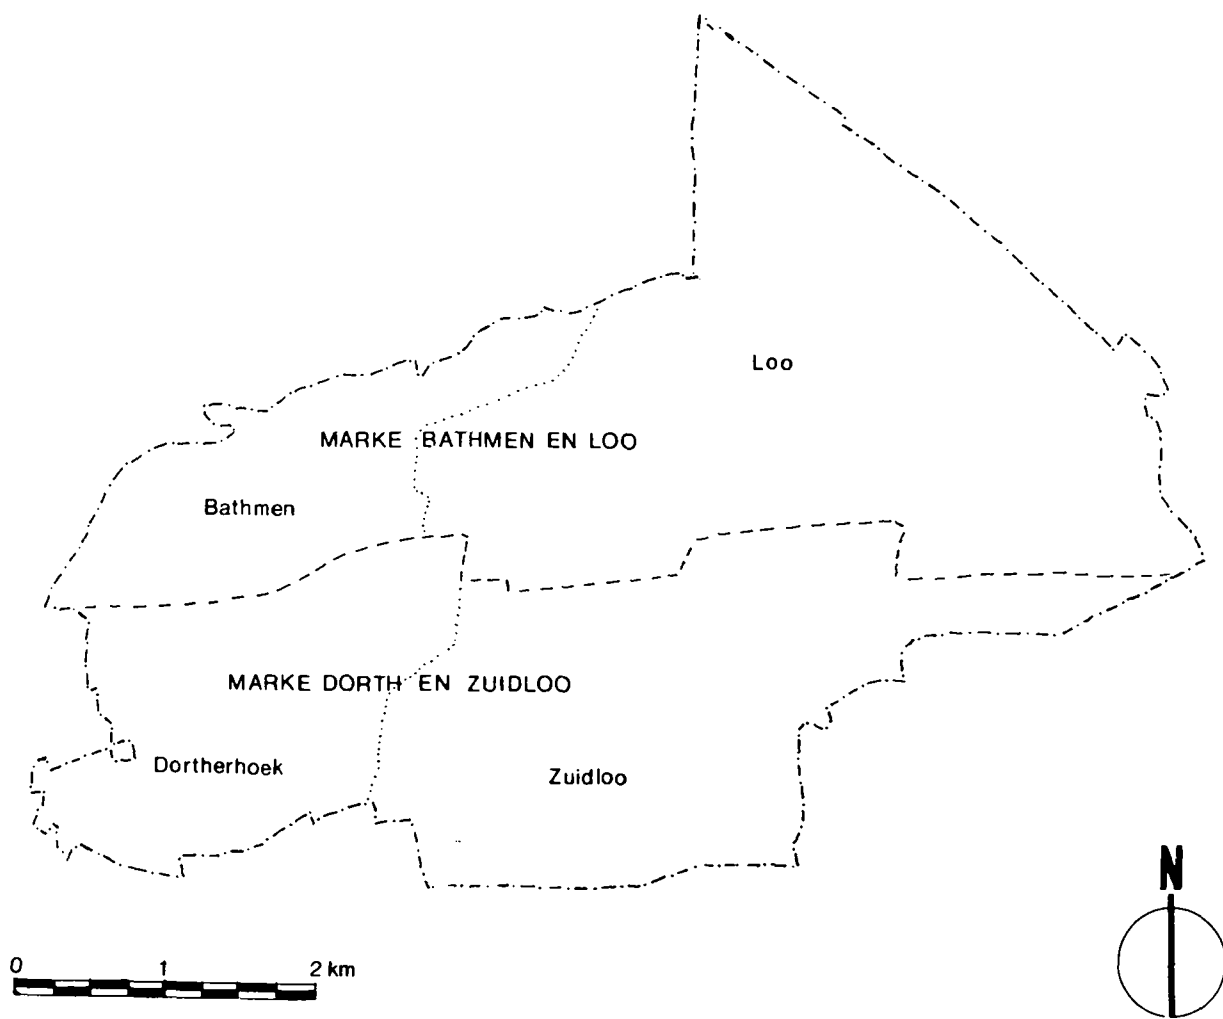 Loo
MARKE BATHMEN EN LOO
Bathmen
MARKE DORTH EN ZUIDLOO
Dortherhoek
Zuidloo
N
0 1 2 km